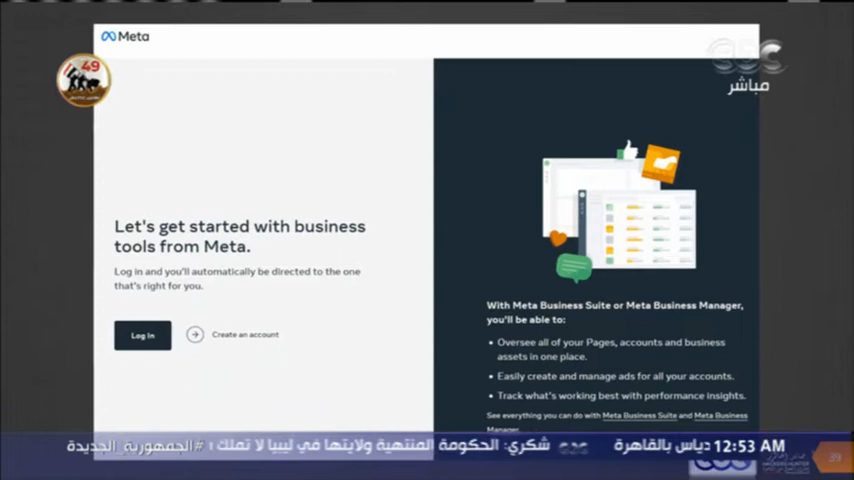 Meta
49
cbc
مباشر
Let's get started with business
tools from Meta.
Log in and you'll automatically be directed to the one
that's right for you.
Log In
Create an account
With Meta Business Suite or Meta Business Manager,
you'll be able to:
• Oversee all of your Pages, accounts and business
assets in one place.
• Easily create and manage ads for all your accounts.
• Track what's working best with performance insights.
See everything you can do with Meta Business Suite and Meta Business
Manager.
12:53 AM دياس بالقاهرة cbc شكري: الحكومة المنتهية ولايتها في ليبيا لا تملك #الجمهورية_الجديدة
39